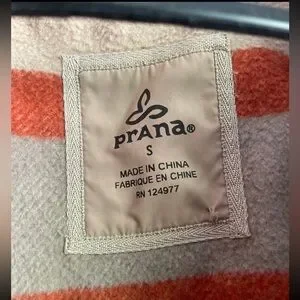 prAna®
S
MADE IN CHINA
FABRIQUE EN CHINE
RN 124977